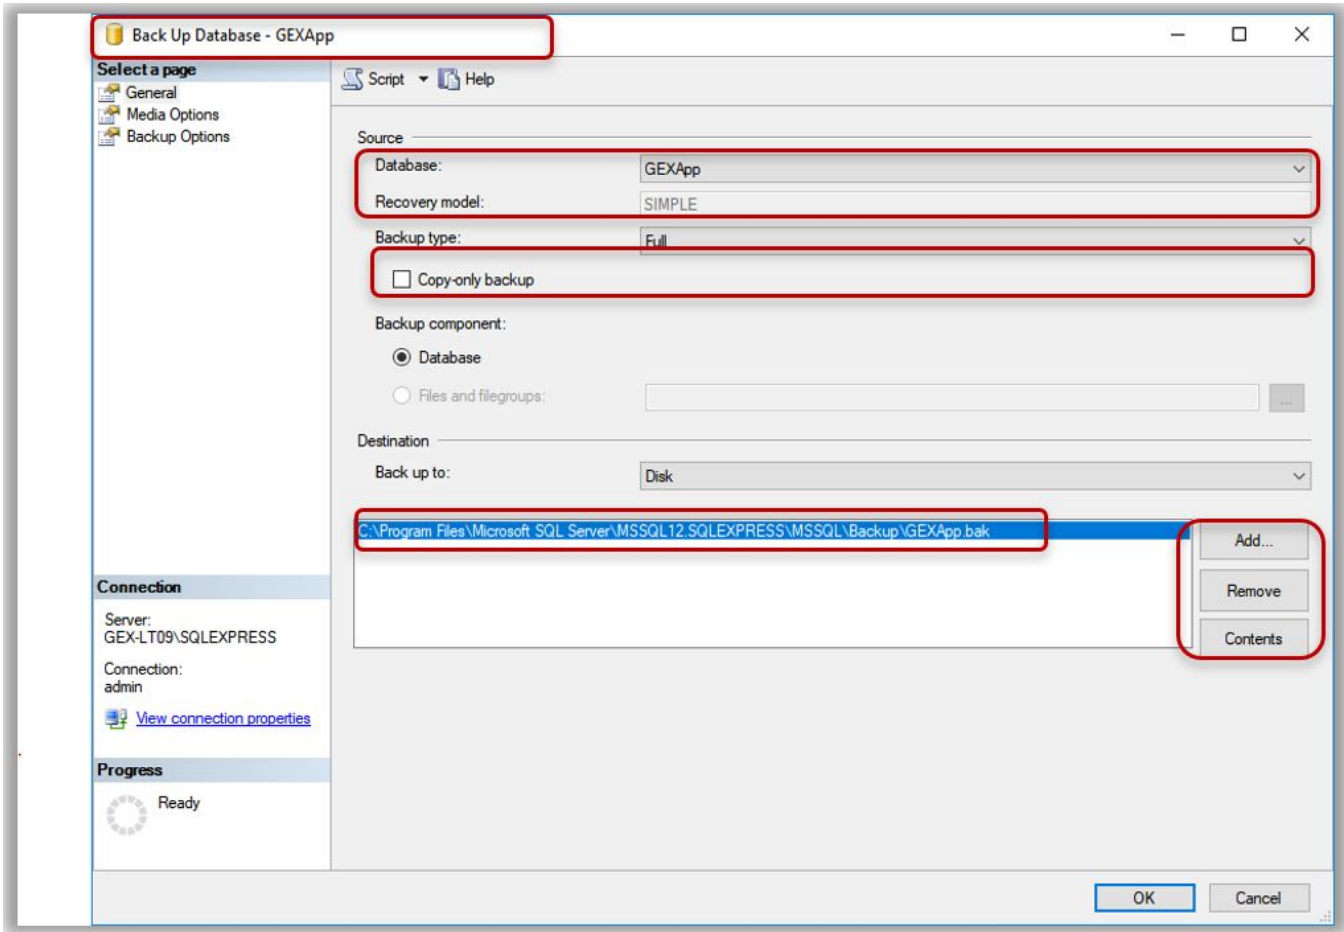 Back Up Database - GEXApp
Select a page
General
Media Options
Backup Options
Script
Help
Source
Database:
GEXApp
Recovery model:
SIMPLE
Backup type:
Full
Copy-only backup
Backup component:
Database
Files and filegroups:
...
Destination
Back up to:
Disk
C:\Program Files\Microsoft SQL Server\MSSQL12.SQLEXPRESS\MSSQL\Backup\GEXApp.bak
Add...
Remove
Contents
Connection
Server:
GEX-LT09\SQLEXPRESS
Connection:
admin
View connection properties
Progress
Ready
OK
Cancel